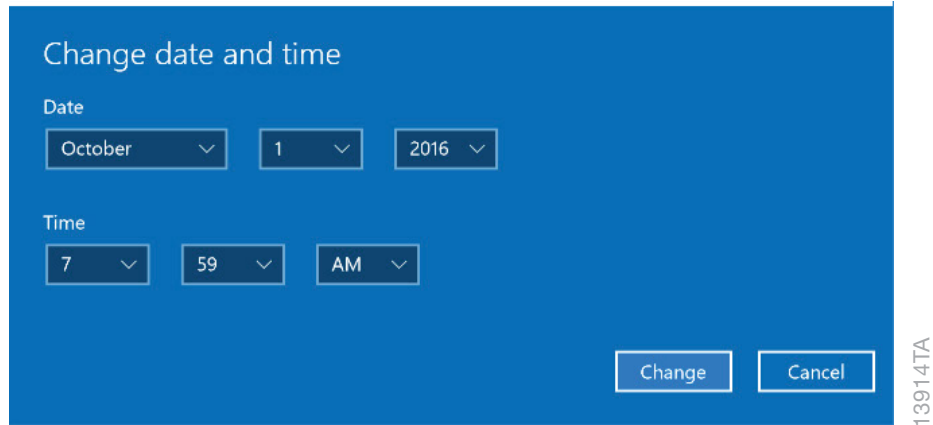 Change date and time
Date
October 1 2016
Time
7 59 AM
Change Cancel
13914TA